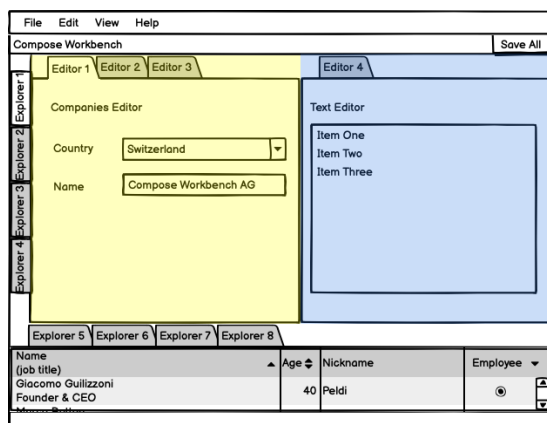 File Edit View Help
Compose Workbench Save All
Editor 1 Editor 2 Editor 3 Editor 4
Explorer 1
Explorer 2
Explorer 3
Explorer 4
Companies Editor
Country Switzerland
Name Compose Workbench AG
Text Editor
Item One
Item Two
Item Three
Explorer 5 Explorer 6 Explorer 7 Explorer 8
Name
(job title) Age Nickname Employee
Giacomo Guilizzoni
Founder & CEO 40 Peldi